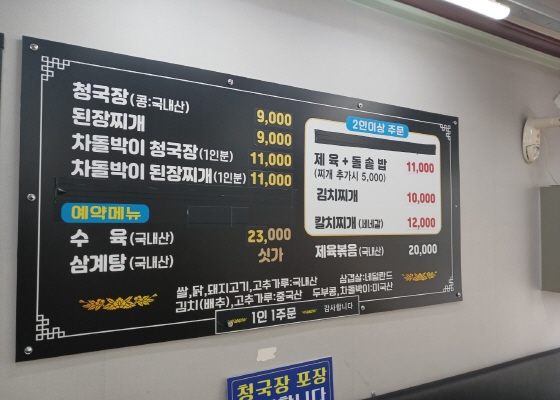 청국장(콩:국내산) 9,000
된장찌개 9,000
차돌박이 청국장(1인분) 11,000
차돌박이 된장찌개(1인분) 11,000
예약메뉴
수 육(국내산) 23,000
삼계탕(국내산) 싯가
2인이상 주문
제육+돌솥밥 11,000
(찌개 추가시 5,000)
김치찌개 10,000
칼치찌개(세네갈) 12,000
제육볶음(국내산) 20,000
쌀,닭,돼지고기,고추가루:국내산 삼겹살:네덜란드
김치(배추),고추가루:중국산 두부콩,차돌박이:미국산
1인 1주문 감사합니다
청국장 포장